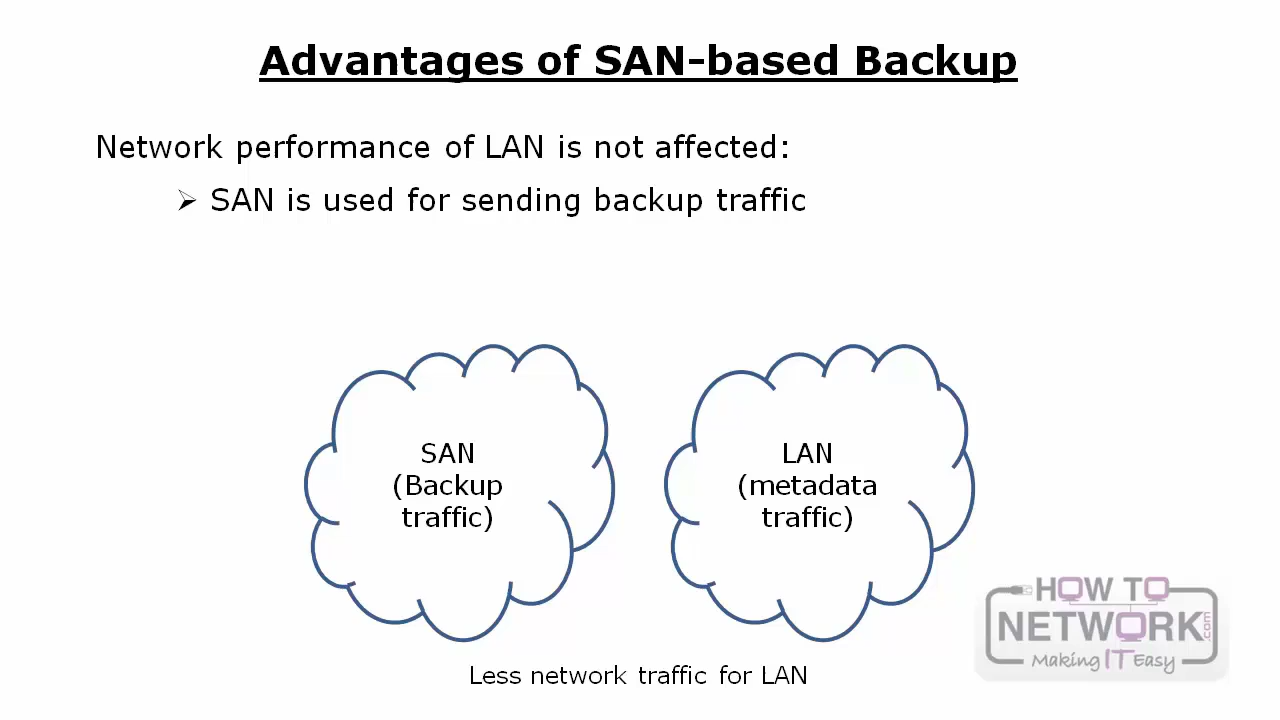 Advantages of SAN-based Backup
Network performance of LAN is not affected:
➢ SAN is used for sending backup traffic
SAN
(Backup
traffic)
LAN
(metadata
traffic)
Less network traffic for LAN
HOW TO
NETWORK.com
Making IT Easy